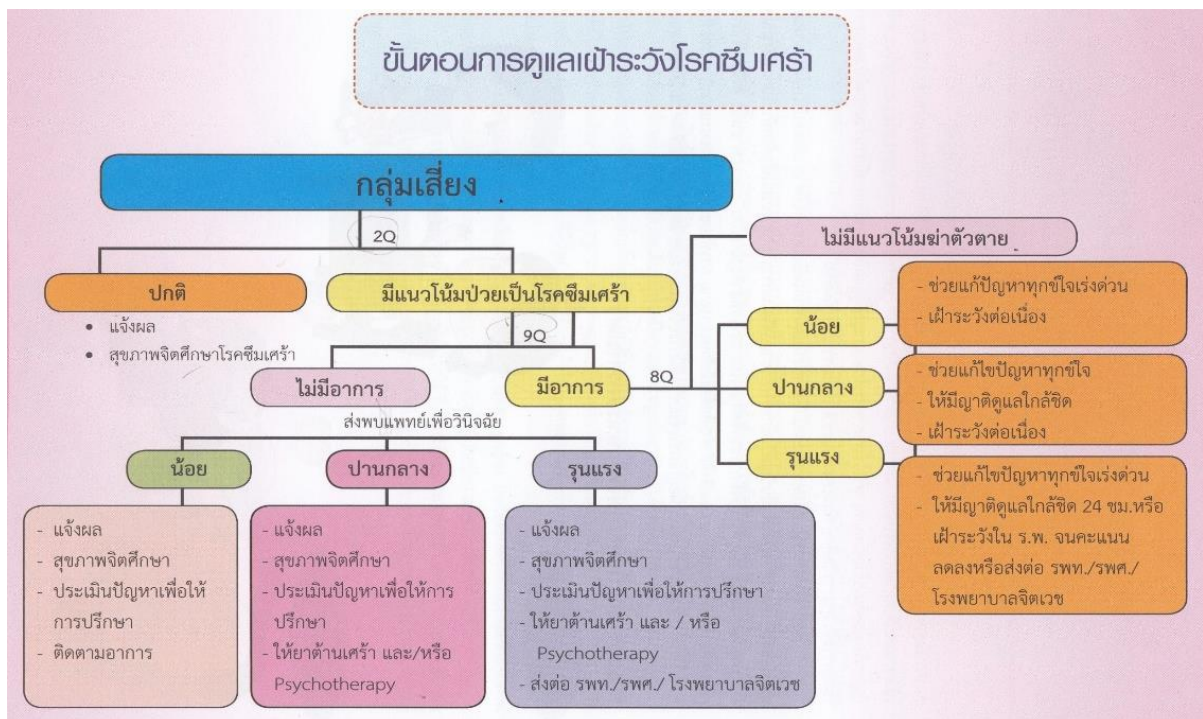 ขั้นตอนการดูแลเฝ้าระวังโรคซึมเศร้า
กลุ่มเสี่ยง
2Q
ไม่มีแนวโน้มฆ่าตัวตาย
ปกติ
มีแนวโน้มป่วยเป็นโรคซึมเศร้า
• แจ้งผล
• สุขภาพจิตศึกษาโรคซึมเศร้า
9Q
ไม่มีอาการ
มีอาการ
8Q
น้อย
- ช่วยแก้ปัญหาทุกข์ใจเร่งด่วน
- เฝ้าระวังต่อเนื่อง
ปานกลาง
- ช่วยแก้ไขปัญหาทุกข์ใจ
- ให้มีญาติดูแลใกล้ชิด
- เฝ้าระวังต่อเนื่อง
รุนแรง
- ช่วยแก้ไขปัญหาทุกข์ใจเร่งด่วน
- ให้มีญาติดูแลใกล้ชิด 24 ชม.หรือ
เฝ้าระวังใน ร.พ. จนคะแนน
ลดลงหรือส่งต่อ รพท./รพศ./
โรงพยาบาลจิตเวช
ส่งพบแพทย์เพื่อวินิจฉัย
น้อย
- แจ้งผล
- สุขภาพจิตศึกษา
- ประเมินปัญหาเพื่อให้
การปรึกษา
- ติดตามอาการ
ปานกลาง
- แจ้งผล
- สุขภาพจิตศึกษา
- ประเมินปัญหาเพื่อให้การ
ปรึกษา
- ให้ยาต้านเศร้า และ/หรือ
Psychotherapy
รุนแรง
- แจ้งผล
- สุขภาพจิตศึกษา
- ประเมินปัญหาเพื่อให้การปรึกษา
- ให้ยาต้านเศร้า และ / หรือ
Psychotherapy
- ส่งต่อ รพท./รพศ./ โรงพยาบาลจิตเวช